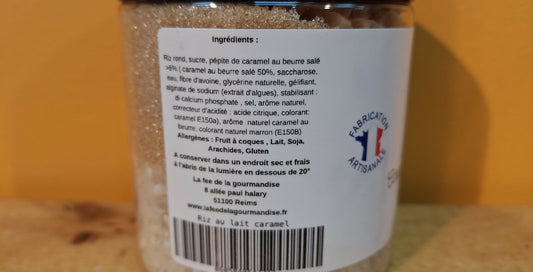 Ingrédients :
Riz rond, sucre, pépite de caramel au beurre salé
>6% ( caramel au beurre salé 50%, saccharose,
eau, fibre d'avoine, glycérine naturelle, gélifiant,
alginate de sodium (extrait d'algues), stabilisant :
di-calcium phosphate , sel, arôme naturel,
correcteur d'acidité : acide citrique, colorant:
caramel E150a), arôme naturel caramel au
beurre, colorant naturel marron (E150B)
Allergènes : Fruit à coques , Lait, Soja,
Arachides, Gluten
A conserver dans un endroit sec et frais
à l'abris de la lumière en dessous de 20°
La fee de la gourmandise
8 allée paul halary
51100 Reims
www.lafeedelagourmandise.fr
Riz au lait caramel
FABRICATION
ARTISANALE